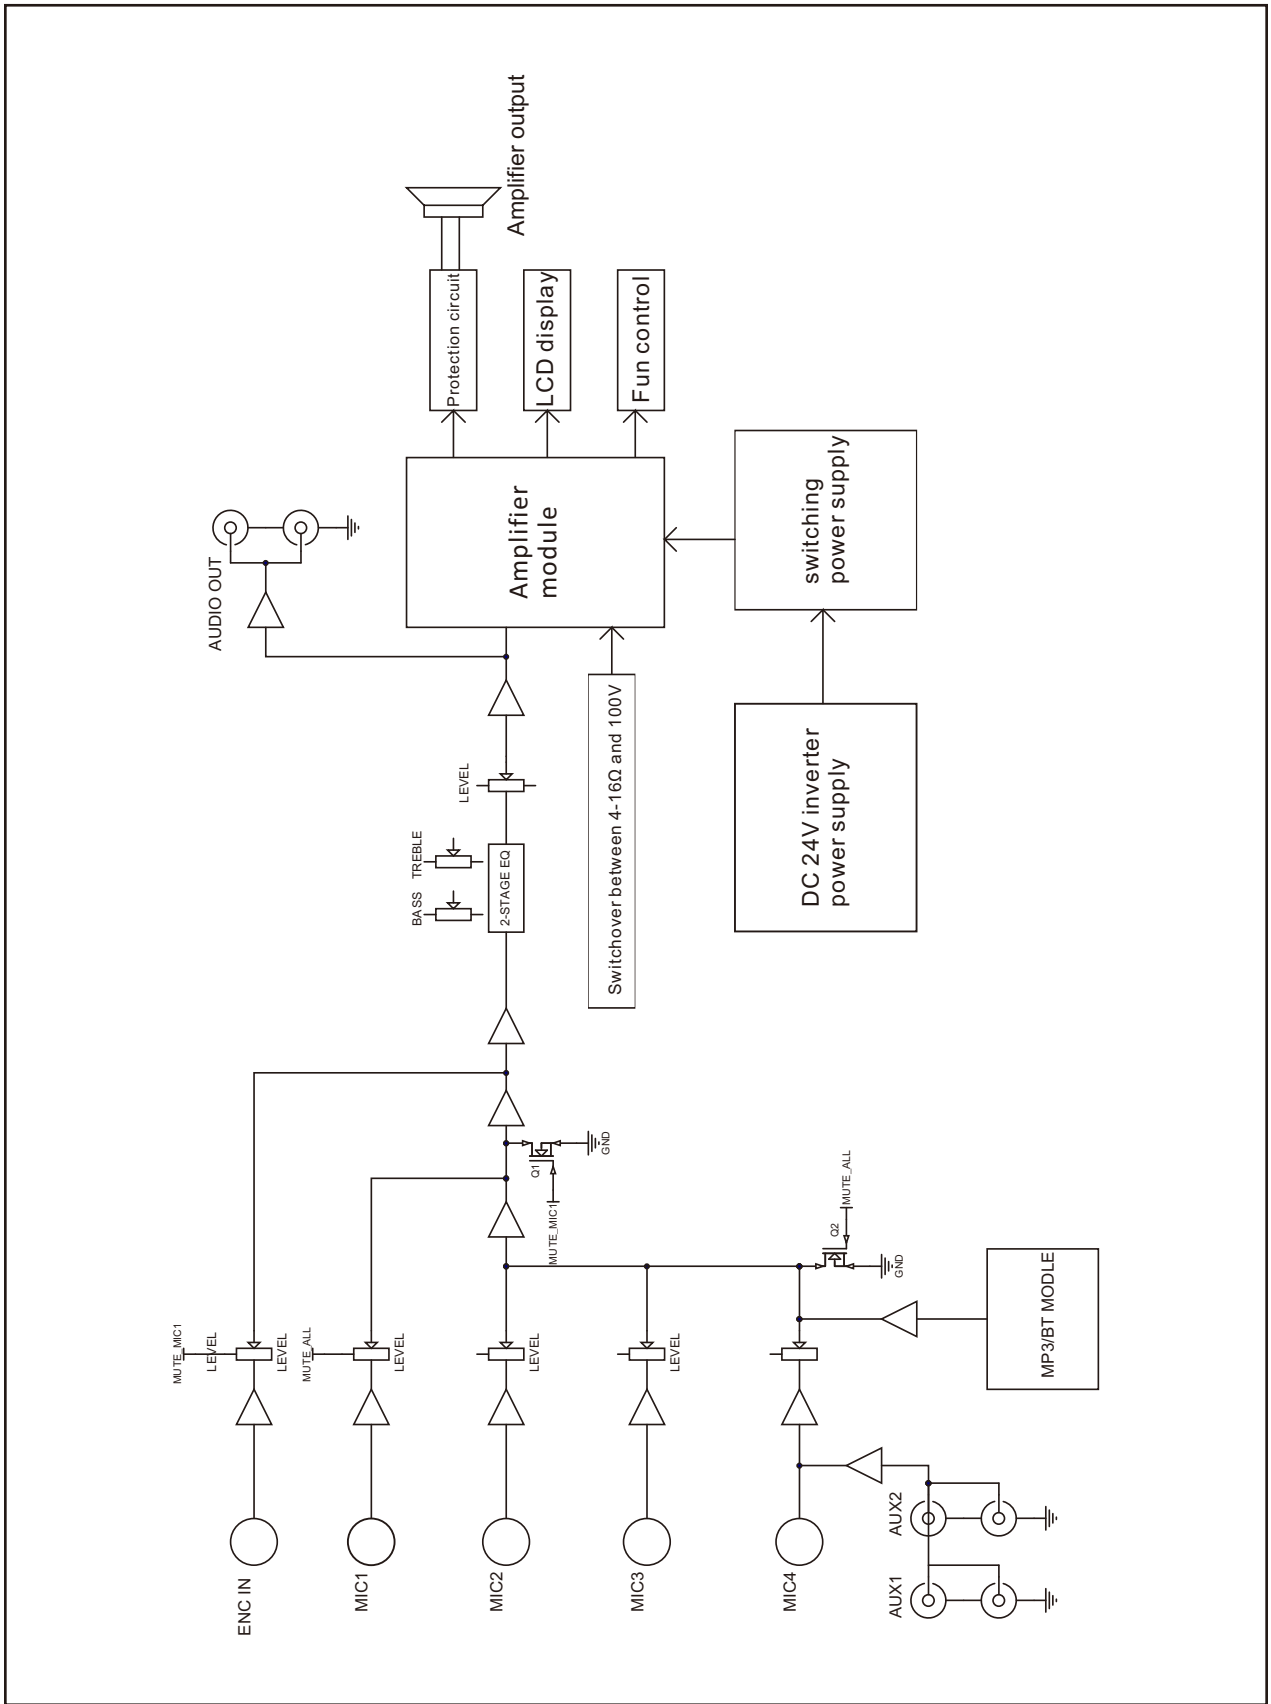 ENC IN
MIC1
MIC2
MIC3
MIC4
AUX1
AUX2
MUTE_MIC1
LEVEL
LEVEL
MUTE_ALL
LEVEL
LEVEL
LEVEL
MP3/BT MODLE
Q2
MUTE_ALL
GND
Q1
MUTE_MIC1
GND
BASS
TREBLE
2-STAGE EQ
LEVEL
AUDIO OUT
Switchover between 4-16Ω and 100V
DC 24V inverter
power supply
switching
power supply
Amplifier
module
Protection circuit
LCD display
Fun control
Amplifier output